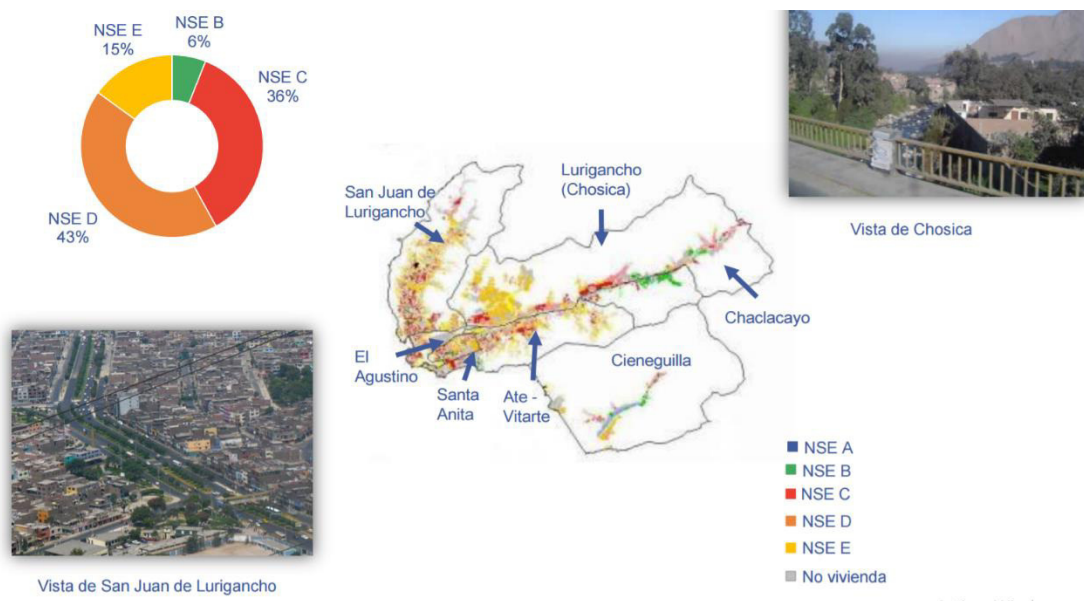 NSE E
15%
NSE B
6%
NSE C
36%
NSE D
43%
San Juan de
Lurigancho
Lurigancho
(Chosica)
Vista de Chosica
Chaclacayo
Cieneguilla
El
Agustino
Santa
Anita
Ate -
Vitarte
NSE A
NSE B
NSE C
NSE D
NSE E
No vivienda
Vista de San Juan de Lurigancho